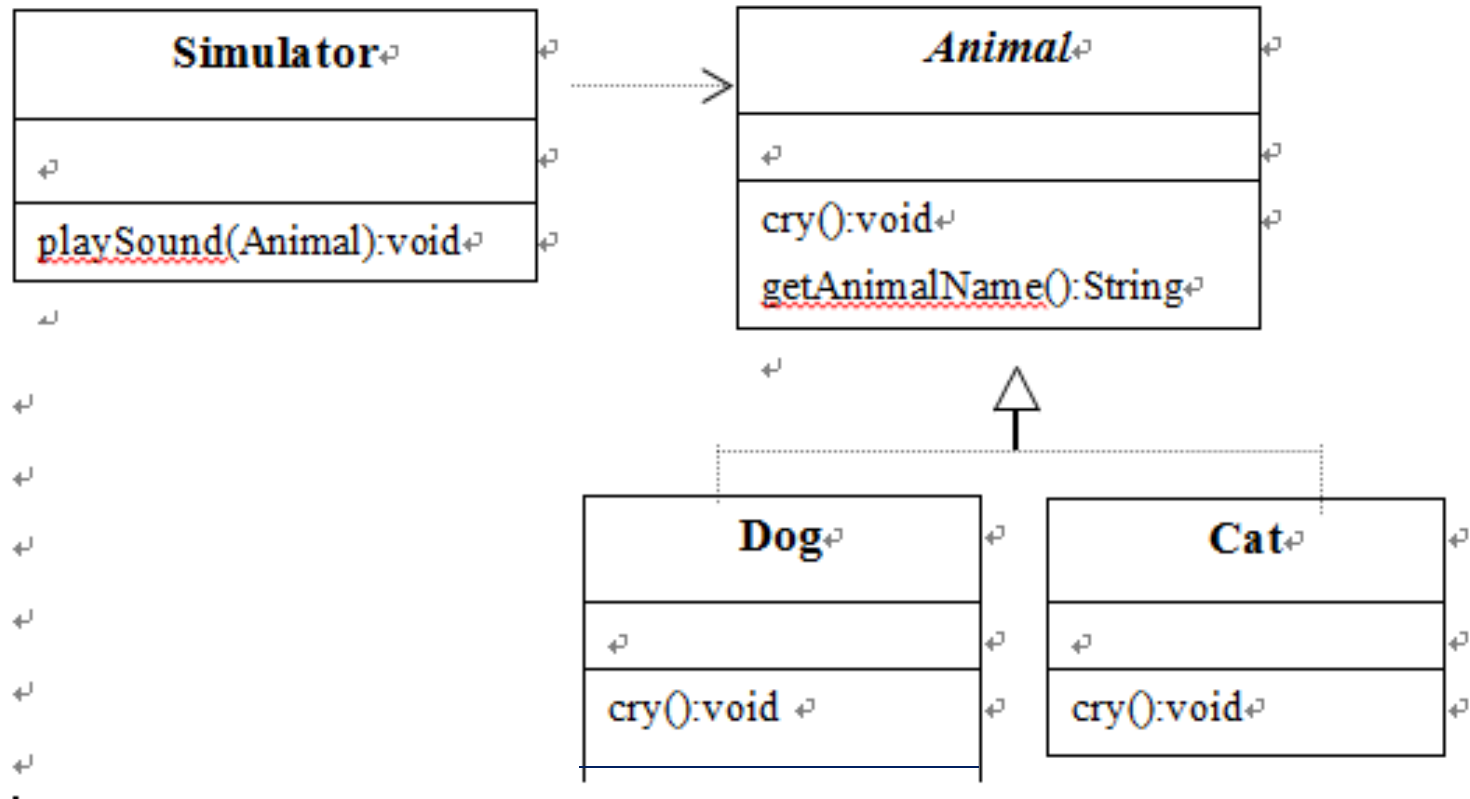 Simulator
playSound(Animal):void
Animal
cry():void
getAnimalName():String
Dog
cry():void
Cat
cry():void